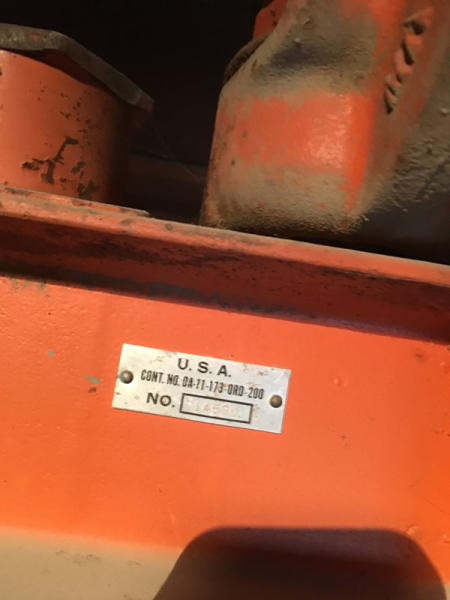 U. S. A.
CONT. NO. DA-11-173-ORD-200
NO.